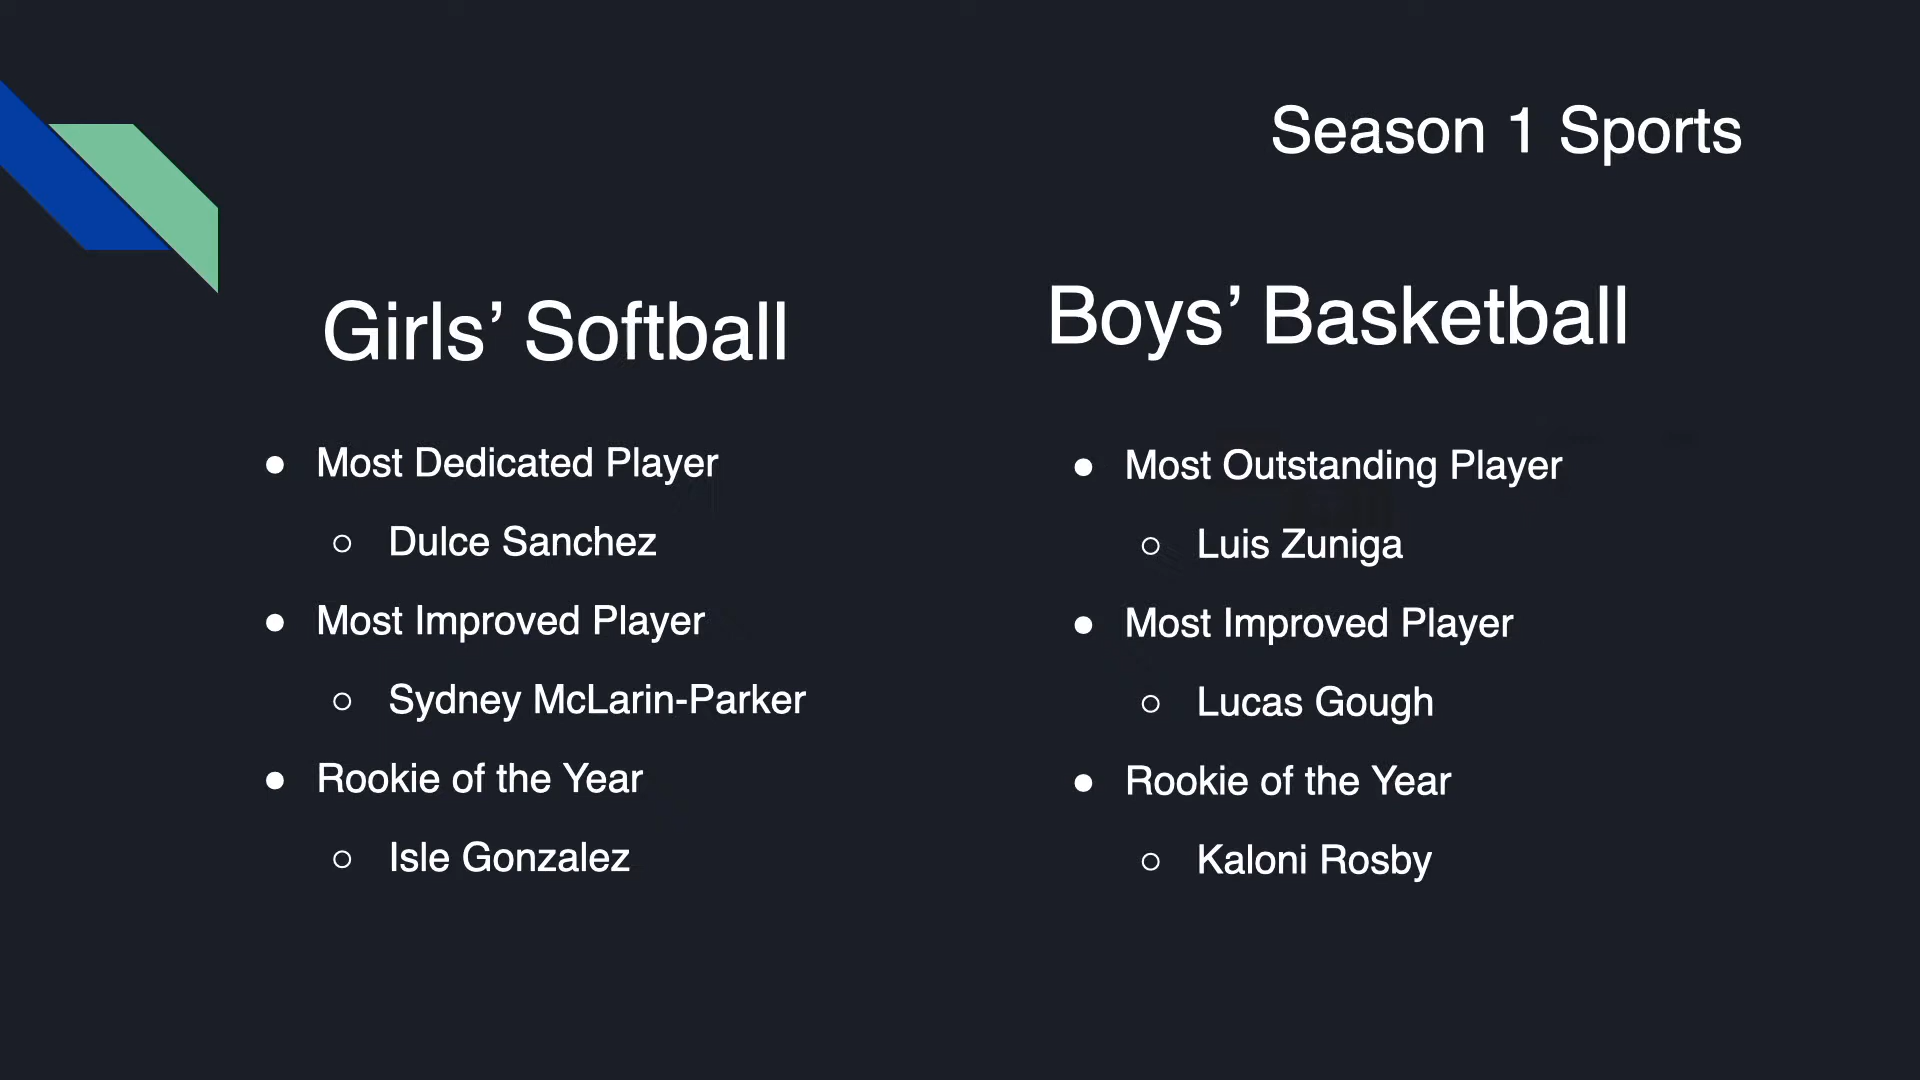 Season 1 Sports
Girls’ Softball
● Most Dedicated Player
○ Dulce Sanchez
● Most Improved Player
○ Sydney McLarin-Parker
● Rookie of the Year
○ Isle Gonzalez
Boys’ Basketball
● Most Outstanding Player
○ Luis Zuniga
● Most Improved Player
○ Lucas Gough
● Rookie of the Year
○ Kaloni Rosby